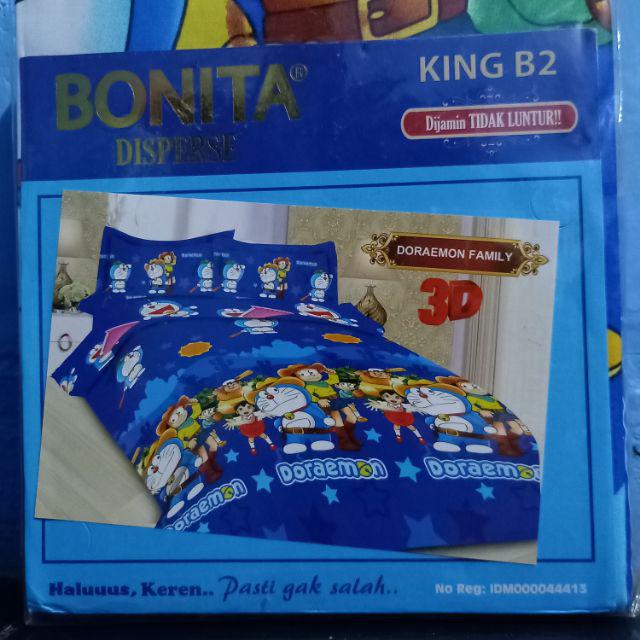 BONITA®
DISPERSE
KING B2
Dijamin TIDAK LUNTUR!!
DORAEMON FAMILY
3D
Doraemon
Doraemon
Doraemon
Haluuus, Keren.. Pasti gak salah..
No Reg: IDM000044413